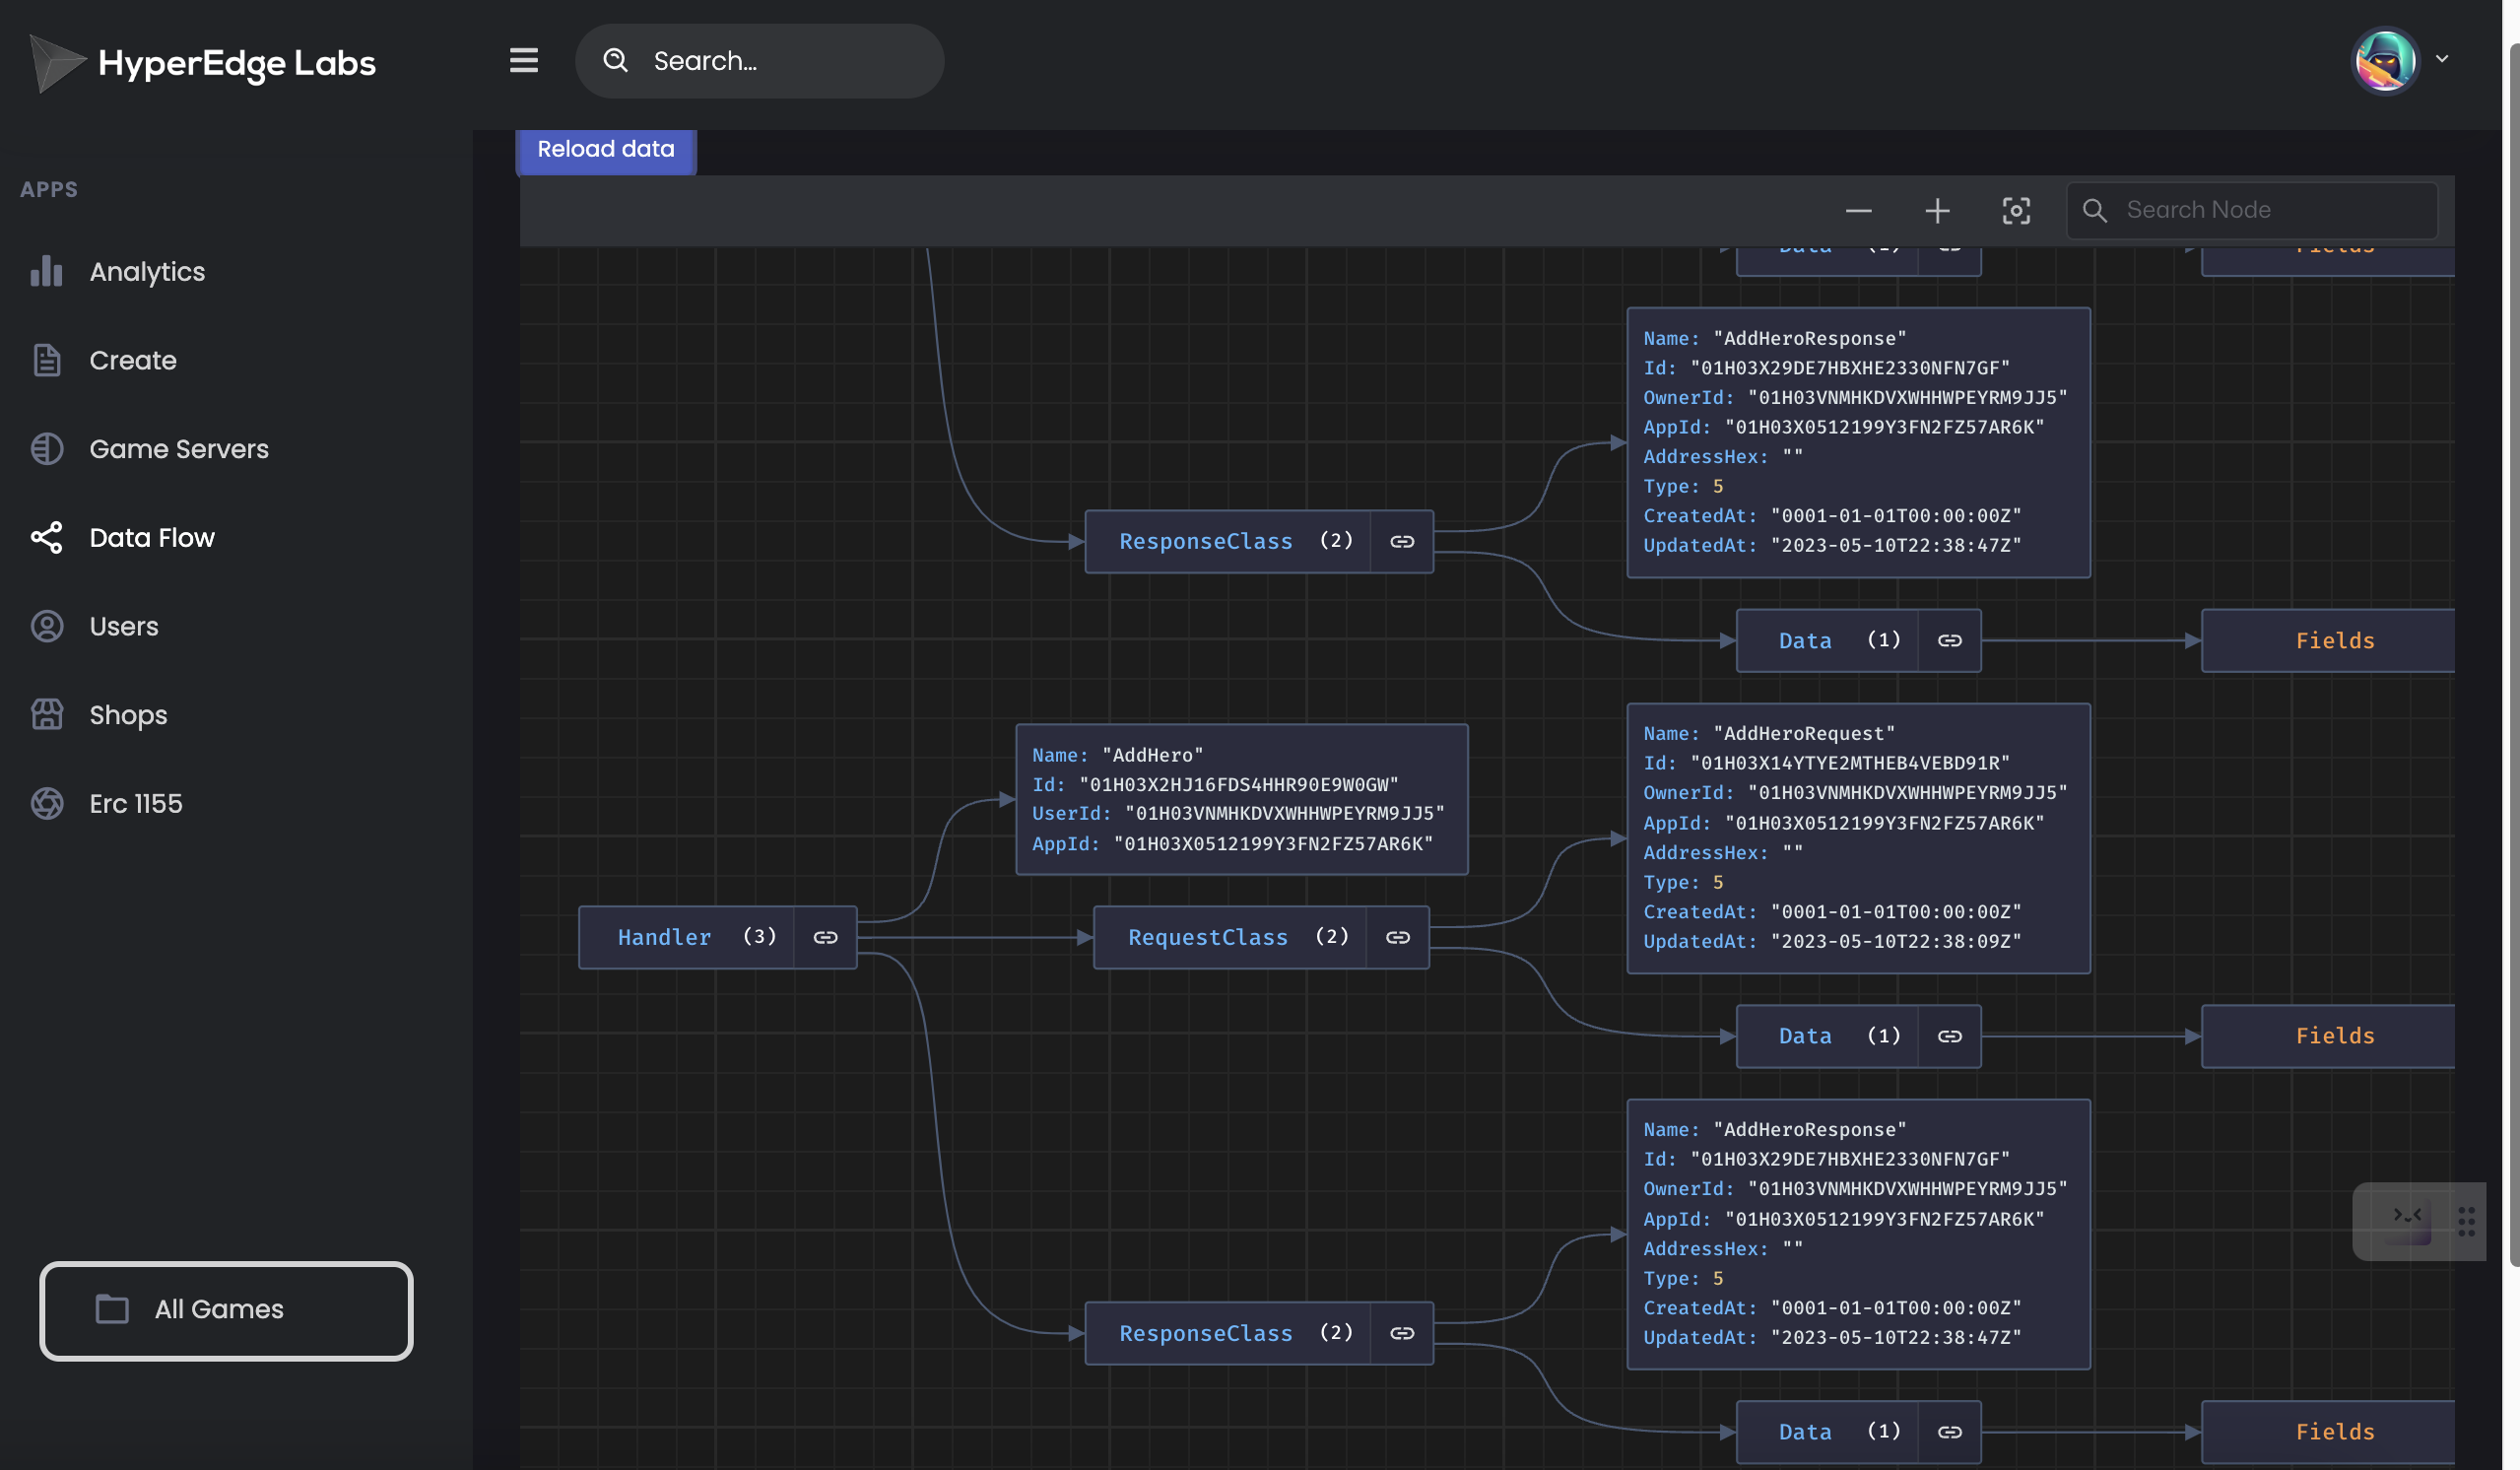 HyperEdge Labs
Search...
APPS
Analytics
Create
Game Servers
Data Flow
Users
Shops
Erc 1155
All Games
Reload data
Search Node
Data (1)
Fields
Name: "AddHeroResponse"
Id: "01H03X29DE7HBXHE2330NFN7GF"
OwnerId: "01H03VNMHKDVXWHHWPEYRM9JJ5"
AppId: "01H03X0512199Y3FN2FZ57AR6K"
AddressHex: ""
Type: 5
CreatedAt: "0001-01-01T00:00:00Z"
UpdatedAt: "2023-05-10T22:38:47Z"
ResponseClass (2)
Data (1)
Fields
Name: "AddHero"
Id: "01H03X2HJ16FDS4HHR90E9W0GW"
UserId: "01H03VNMHKDVXWHHWPEYRM9JJ5"
AppId: "01H03X0512199Y3FN2FZ57AR6K"
Name: "AddHeroRequest"
Id: "01H03X14YTYE2MTHEB4VEBD91R"
OwnerId: "01H03VNMHKDVXWHHWPEYRM9JJ5"
AppId: "01H03X0512199Y3FN2FZ57AR6K"
AddressHex: ""
Type: 5
CreatedAt: "0001-01-01T00:00:00Z"
UpdatedAt: "2023-05-10T22:38:09Z"
Handler (3)
RequestClass (2)
Data (1)
Fields
Name: "AddHeroResponse"
Id: "01H03X29DE7HBXHE2330NFN7GF"
OwnerId: "01H03VNMHKDVXWHHWPEYRM9JJ5"
AppId: "01H03X0512199Y3FN2FZ57AR6K"
AddressHex: ""
Type: 5
CreatedAt: "0001-01-01T00:00:00Z"
UpdatedAt: "2023-05-10T22:38:47Z"
ResponseClass (2)
Data (1)
Fields